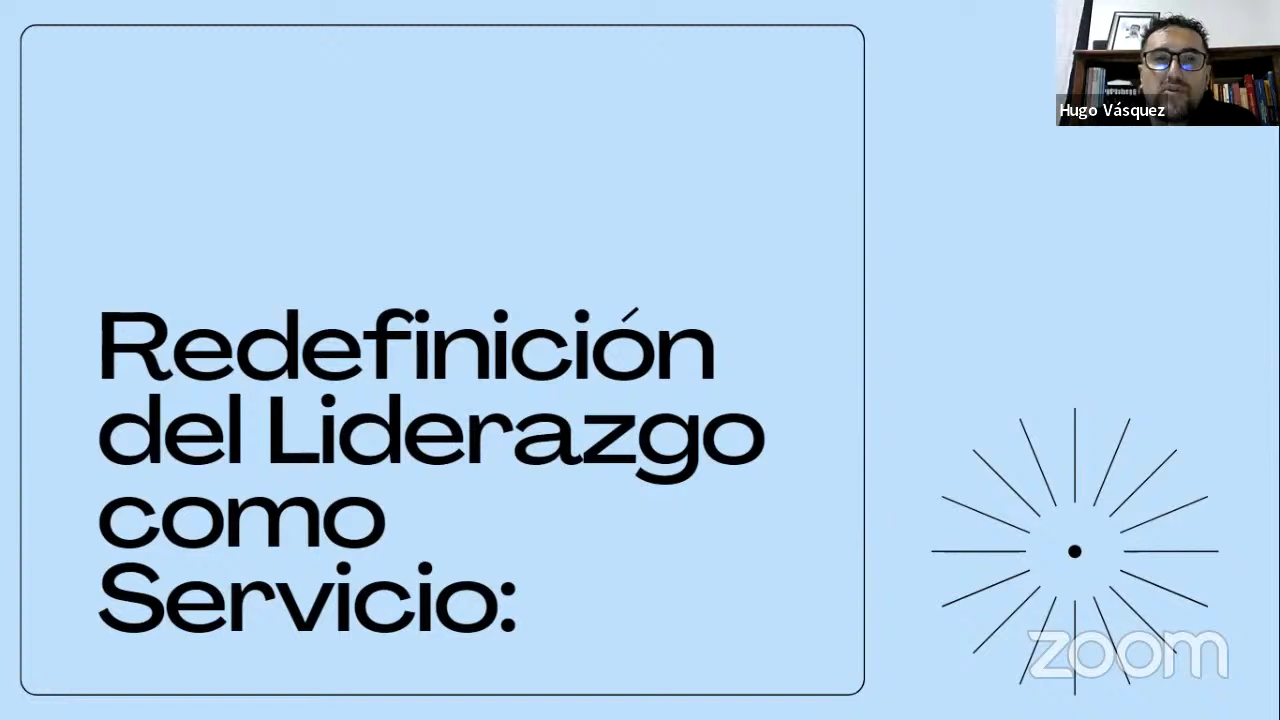 Hugo Vásquez
Redefinición
del Liderazgo
como
Servicio:
zoom